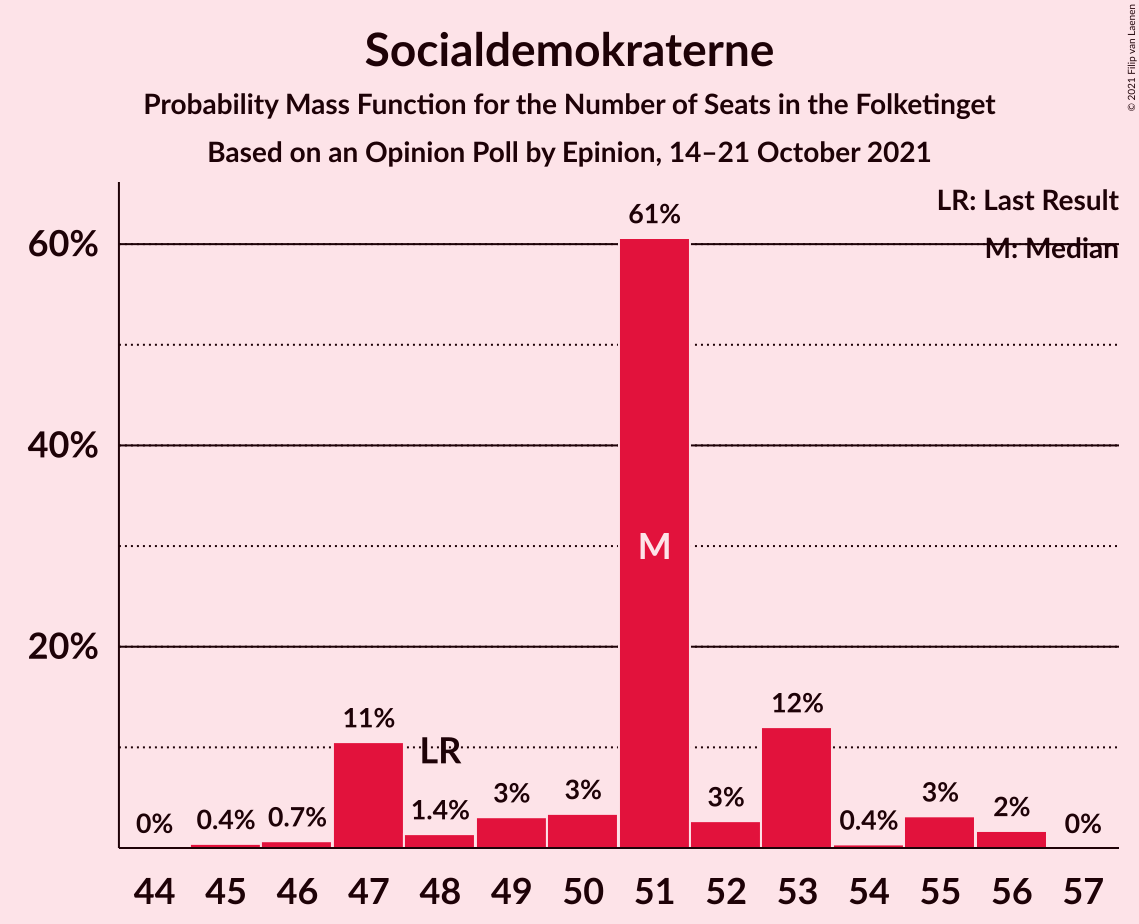 Socialdemokraterne
Probability Mass Function for the Number of Seats in the Folketinget
Based on an Opinion Poll by Epinion, 14–21 October 2021
© 2021 Filip van Laenen
LR: Last Result
M: Median
60%
40%
20%
0%
0.4%
0.7%
11%
LR
1.4%
3%
3%
61%
M
3%
12%
0.4%
3%
2%
0%
44 45 46 47 48 49 50 51 52 53 54 55 56 57